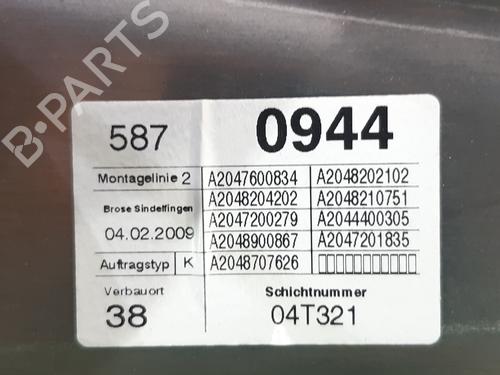 B-PARTS
587 0944
Montagelinie 2 A2047600834 A2048202102
A2048204202 A2048210751
Brose Sindelfingen A2047200279 A2044400305
04.02.2009 A2048900867 A2047201835
Auftragstyp K A2048707626
Verbauort Schichtnummer
38 04T321